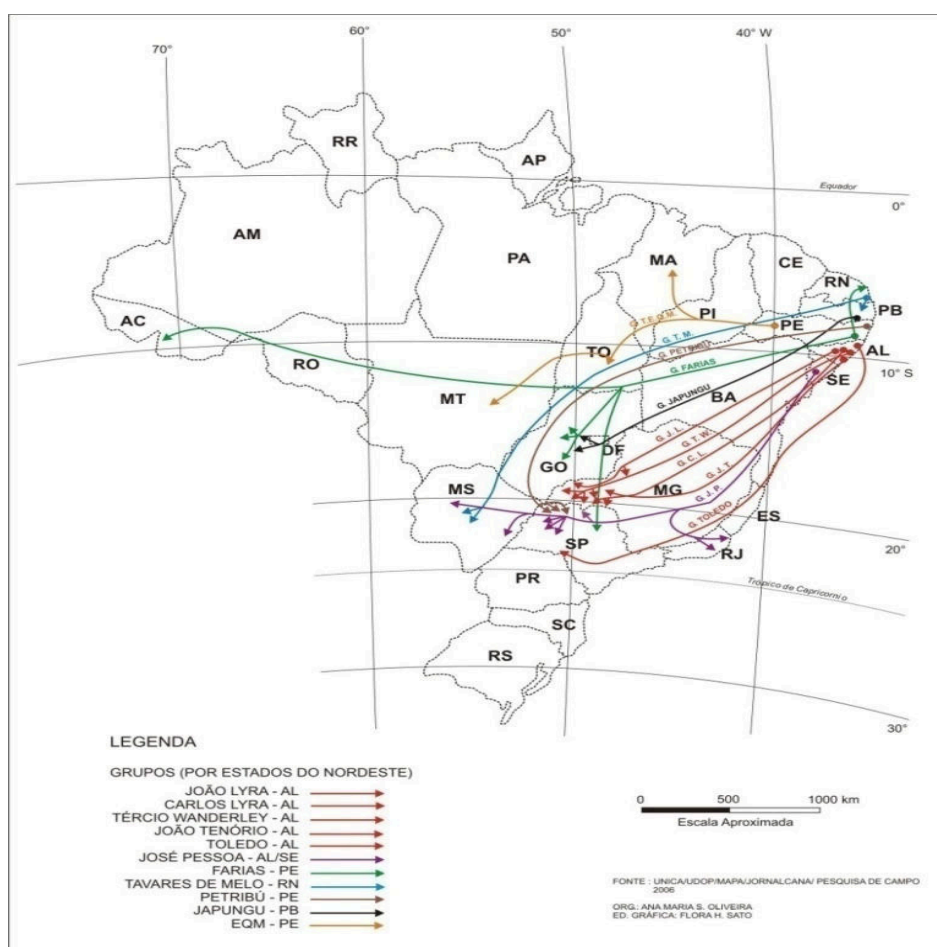 70°
60°
50°
40° W
RR
AP
Equador
0°
AM
PA
MA
CE
RN
PB
PI
PE
AC
TO
AL
RO
SE
10° S
MT
BA
DF
GO
MS
MG
ES
SP
RJ
20°
PR
Trópico de Capricornio
SC
RS
30°
G. T. M.
G. PETRIBÚ
G. FARIAS
G. JAPUNGU
G. J. L.
G. T. W.
G. C. L.
G. J. T.
G. J. P.
G. TOLEDO
LEGENDA
GRUPOS (POR ESTADOS DO NORDESTE)
JOÃO LYRA - AL
CARLOS LYRA - AL
TÉRCIO WANDERLEY - AL
JOÃO TENÓRIO - AL
TOLEDO - AL
JOSÉ PESSOA - AL/SE
FARIAS - PE
TAVARES DE MELO - RN
PETRIBÚ - PE
JAPUNGU - PB
EQM - PE
0 500 1000 km
Escala Aproximada
FONTE : UNICA/UDOP/MAPA/JORNALCANA/ PESQUISA DE CAMPO
2006
ORG.: ANA MARIA S. OLIVEIRA
ED. GRÁFICA: FLORA H. SATO